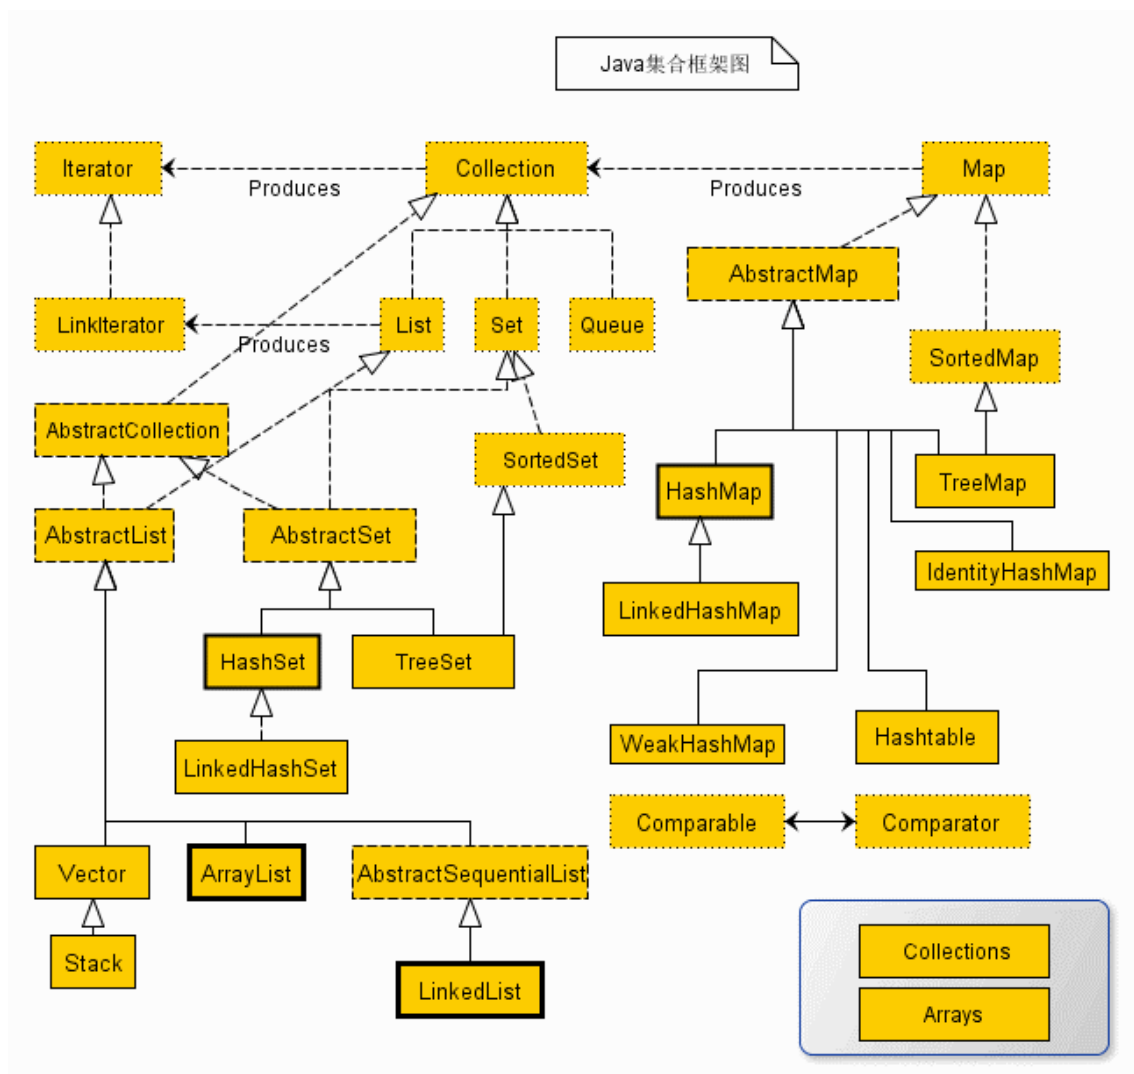 Java集合框架图
Iterator
Produces
Collection
Produces
Map
AbstractMap
LinkIterator
Produces
List
Set
Queue
SortedMap
AbstractCollection
SortedSet
HashMap
TreeMap
AbstractList
AbstractSet
IdentityHashMap
LinkedHashMap
HashSet
TreeSet
WeakHashMap
Hashtable
LinkedHashSet
Comparable
Comparator
Vector
ArrayList
AbstractSequentialList
Stack
LinkedList
Collections
Arrays